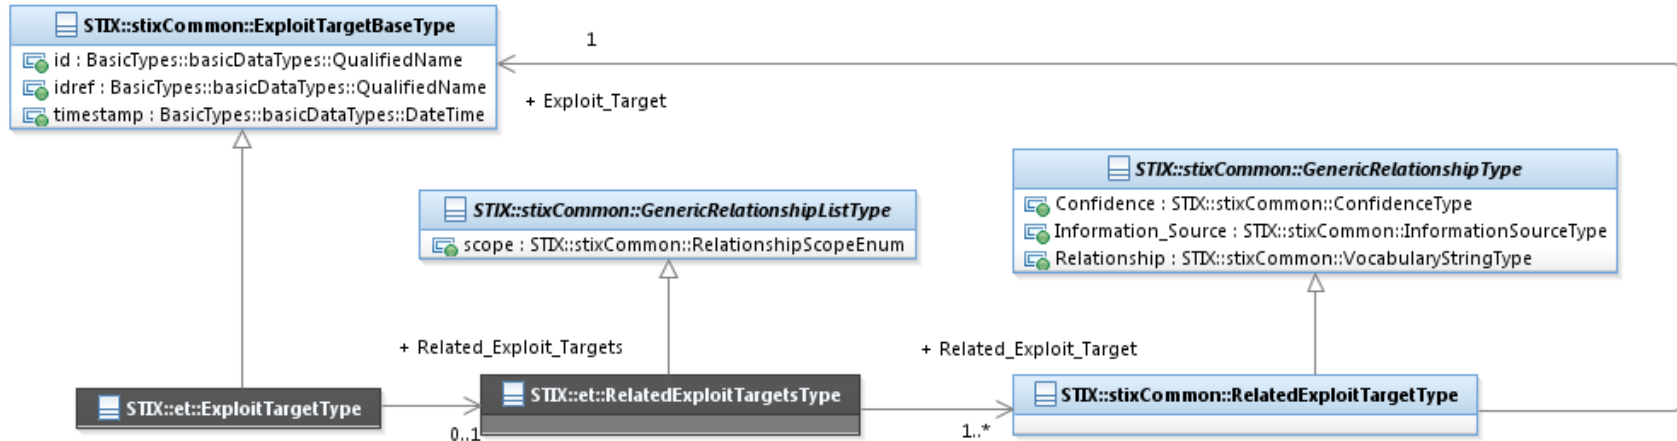 STIX::stixCommon::ExploitTargetBaseType
id : BasicTypes::basicDataTypes::QualifiedName
idref : BasicTypes::basicDataTypes::QualifiedName
timestamp : BasicTypes::basicDataTypes::DateTime
1
+ Exploit_Target
STIX::stixCommon::GenericRelationshipListType
scope : STIX::stixCommon::RelationshipScopeEnum
STIX::stixCommon::GenericRelationshipType
Confidence : STIX::stixCommon::ConfidenceType
Information_Source : STIX::stixCommon::InformationSourceType
Relationship : STIX::stixCommon::VocabularyStringType
+ Related_Exploit_Targets
+ Related_Exploit_Target
STIX::et::ExploitTargetType
0..1
STIX::et::RelatedExploitTargetsType
1..*
STIX::stixCommon::RelatedExploitTargetType